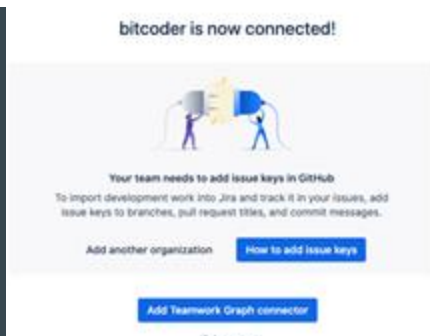 bitcoder is now connected!
Your team needs to add issue keys in GitHub
To import development work into Jira and track it in your issues, add
issue keys to branches, pull request titles, and commit messages.
Add another organization
How to add issue keys
Add Teamwork Graph connector